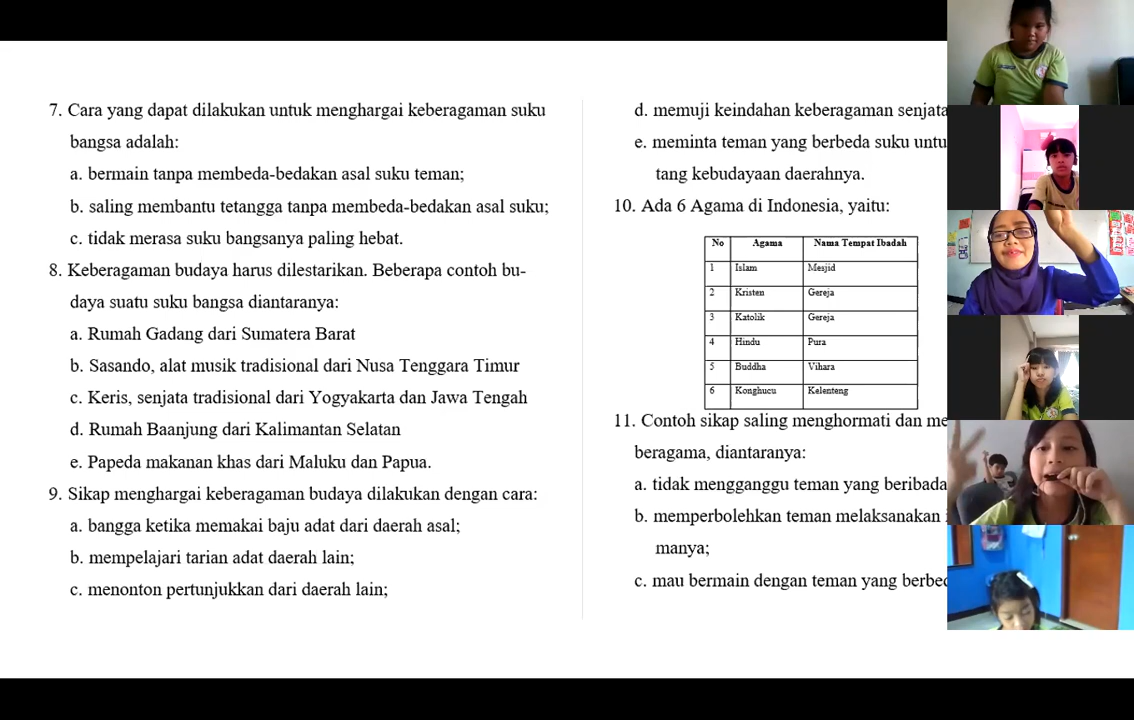 7. Cara yang dapat dilakukan untuk menghargai keberagaman suku
bangsa adalah:
a. bermain tanpa membeda-bedakan asal suku teman;
b. saling membantu tetangga tanpa membeda-bedakan asal suku;
c. tidak merasa suku bangsanya paling hebat.
8. Keberagaman budaya harus dilestarikan. Beberapa contoh bu-
daya suatu suku bangsa diantaranya:
a. Rumah Gadang dari Sumatera Barat
b. Sasando, alat musik tradisional dari Nusa Tenggara Timur
c. Keris, senjata tradisional dari Yogyakarta dan Jawa Tengah
d. Rumah Baanjung dari Kalimantan Selatan
e. Papeda makanan khas dari Maluku dan Papua.
9. Sikap menghargai keberagaman budaya dilakukan dengan cara:
a. bangga ketika memakai baju adat dari daerah asal;
b. mempelajari tarian adat daerah lain;
c. menonton pertunjukkan dari daerah lain;
d. memuji keindahan keberagaman senjata
e. meminta teman yang berbeda suku untu
tang kebudayaan daerahnya.
10. Ada 6 Agama di Indonesia, yaitu:
No Agama Nama Tempat Ibadah
1 Islam Mesjid
2 Kristen Gereja
3 Katolik Gereja
4 Hindu Pura
5 Buddha Vihara
6 Konghucu Kelenteng
11. Contoh sikap saling menghormati dan me
beragama, diantaranya:
a. tidak mengganggu teman yang beribada
b. memperbolehkan teman melaksanakan
manya;
c. mau bermain dengan teman yang berbed